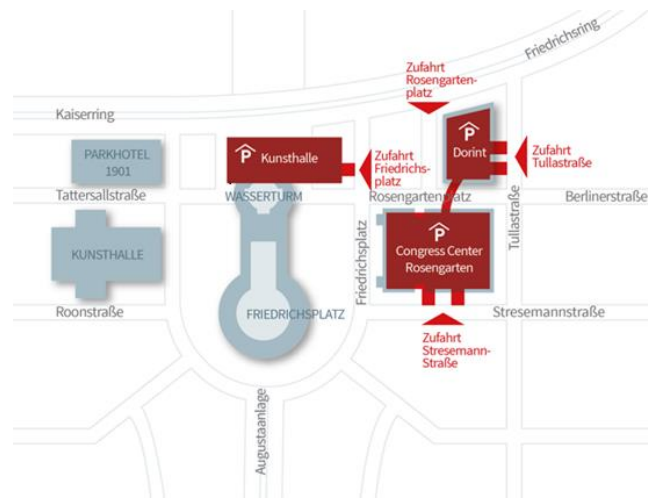 Friedrichsring
Zufahrt
Rosengarten-
platz
Kaiserring
PARKHOTEL
1901
P
Kunsthalle
Zufahrt
Friedrichs-
platz
P
Dorint
Zufahrt
Tullastraße
Tattersallstraße
WASSERTURM
Rosengartenplatz
Berlinerstraße
Tullastraße
KUNSTHALLE
Friedrichsplatz
P
Congress Center
Rosengarten
Roonstraße
FRIEDRICHSPLATZ
Stresemannstraße
Zufahrt
Stresemann-
Straße
Augustaanlage